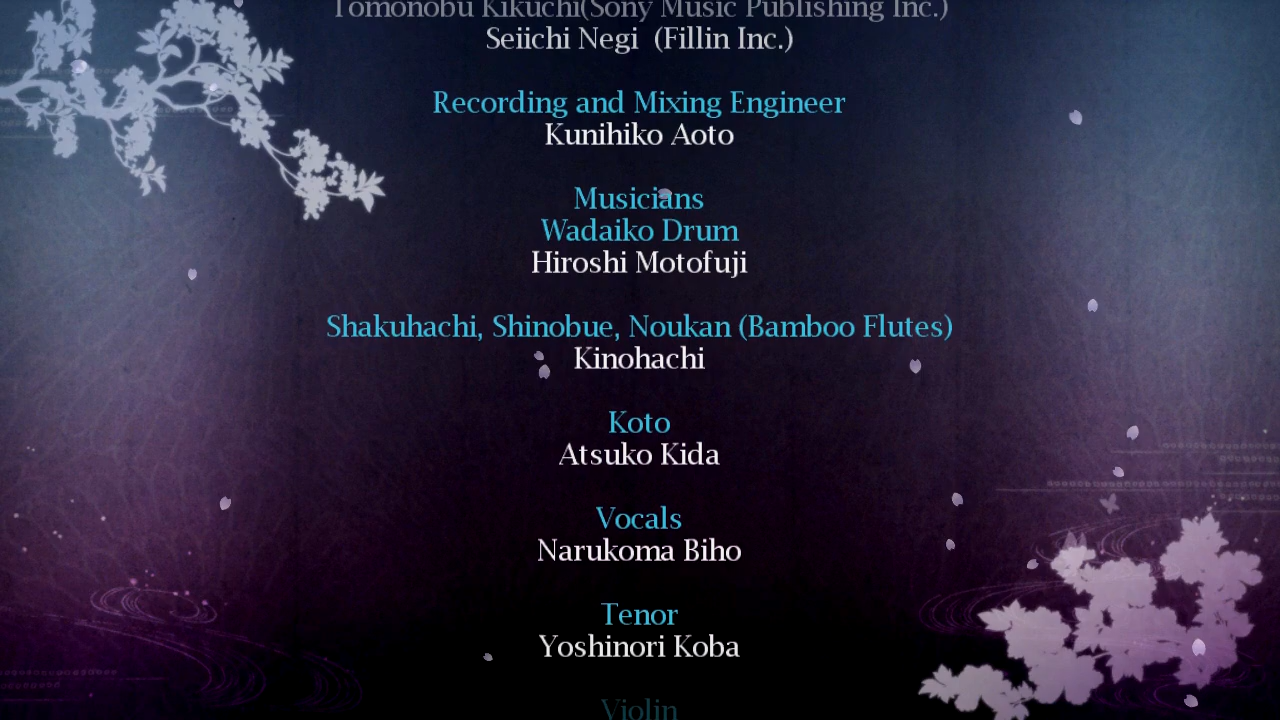 Tomonobu Kikuchi(Sony Music Publishing Inc.)
Seiichi Negi (Fillin Inc.)
Recording and Mixing Engineer
Kunihiko Aoto
Musicians
Wadaiko Drum
Hiroshi Motofuji
Shakuhachi, Shinobue, Noukan (Bamboo Flutes)
Kinohachi
Koto
Atsuko Kida
Vocals
Narukoma Biho
Tenor
Yoshinori Koba
Violin